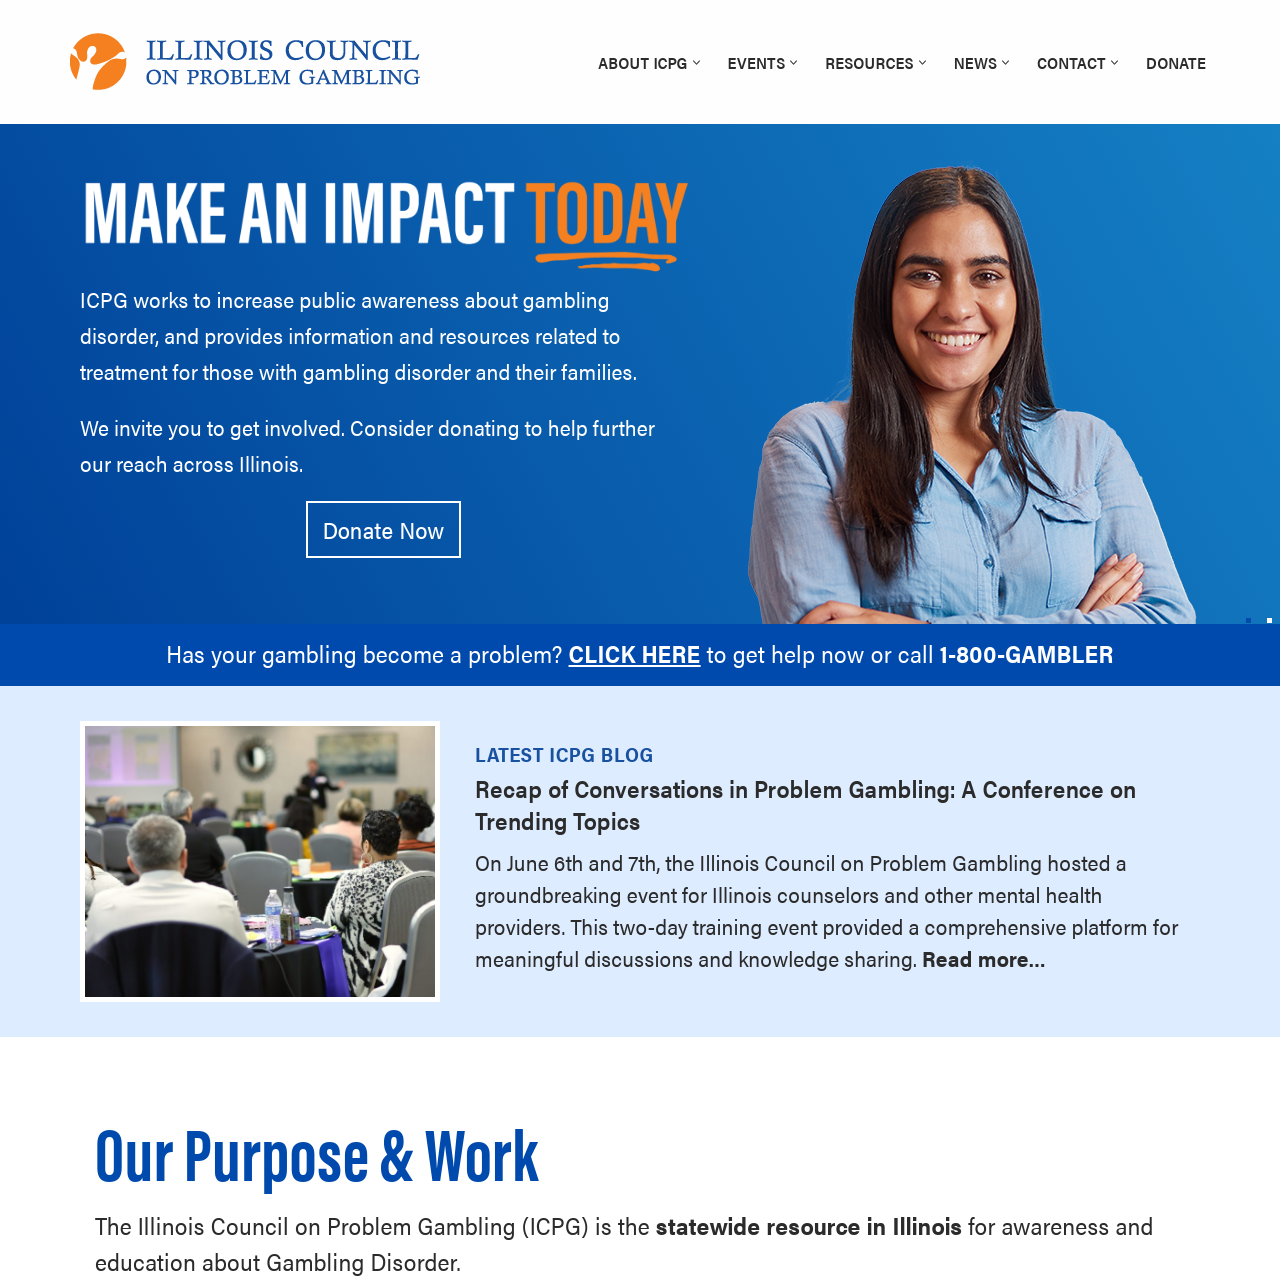 ILLINOIS COUNCIL
ON PROBLEM GAMBLING
ABOUT ICPG EVENTS RESOURCES NEWS CONTACT DONATE
MAKE AN IMPACT TODAY
ICPG works to increase public awareness about gambling
disorder, and provides information and resources related to
treatment for those with gambling disorder and their families.
We invite you to get involved. Consider donating to help further
our reach across Illinois.
Donate Now
Has your gambling become a problem? CLICK HERE to get help now or call 1-800-GAMBLER
LATEST ICPG BLOG
Recap of Conversations in Problem Gambling: A Conference on
Trending Topics
On June 6th and 7th, the Illinois Council on Problem Gambling hosted a
groundbreaking event for Illinois counselors and other mental health
providers. This two-day training event provided a comprehensive platform for
meaningful discussions and knowledge sharing. Read more...
Our Purpose & Work
The Illinois Council on Problem Gambling (ICPG) is the statewide resource in Illinois for awareness and
education about Gambling Disorder.